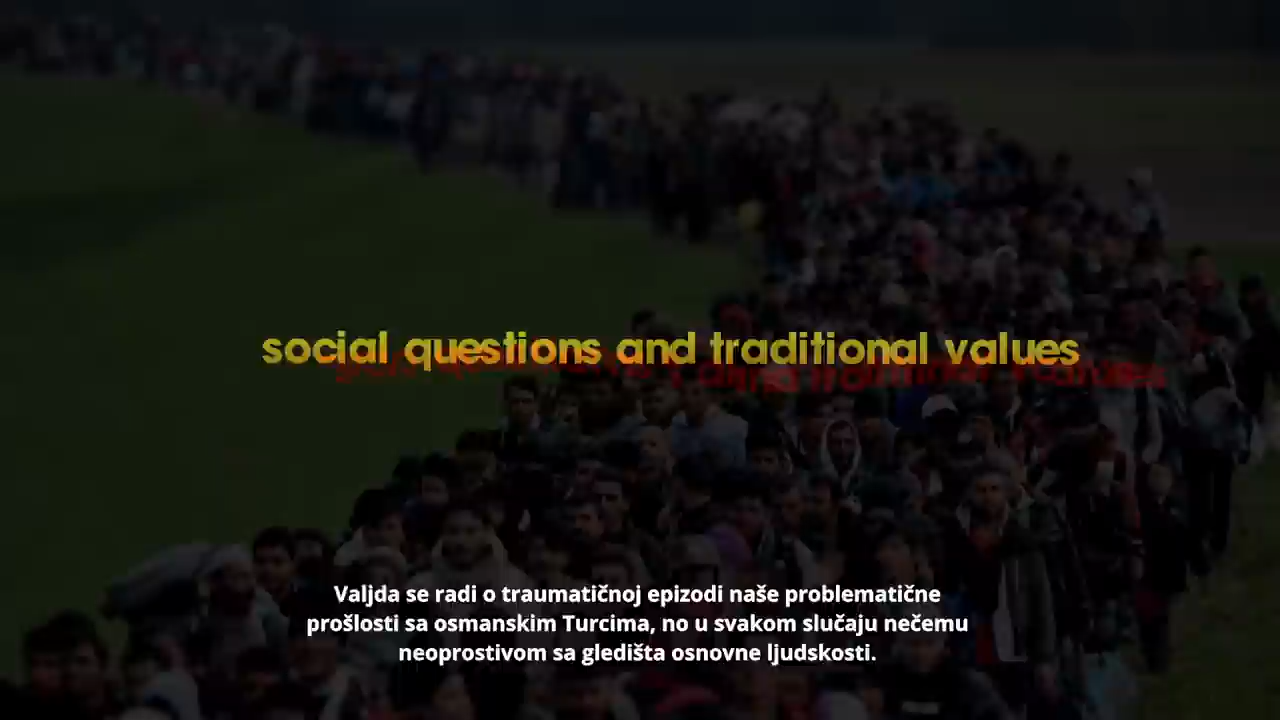 social questions and traditional values
Valjda se radi o traumatičnoj epizodi naše problematične
prošlosti sa osmanskim Turcima, no u svakom slučaju nečemu
neoprostivom sa gledišta osnovne ljudskosti.